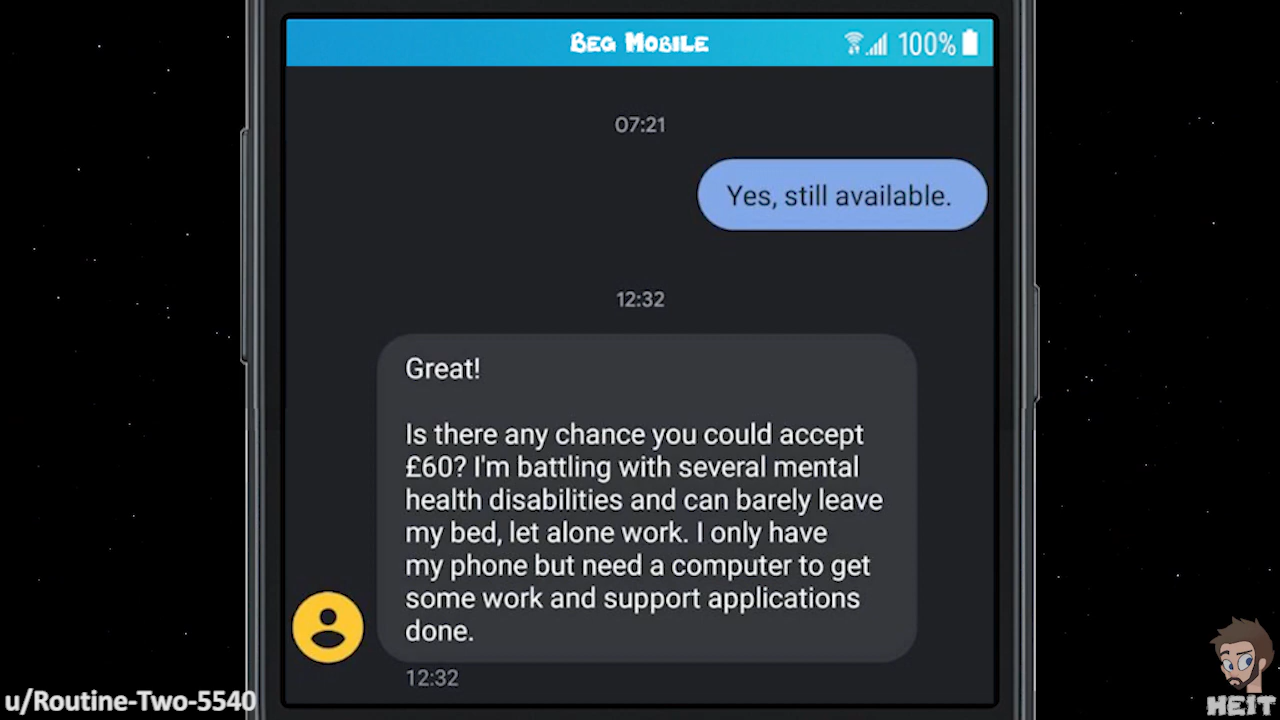 Beg Mobile
100%
07:21
Yes, still available.
12:32
Great!
Is there any chance you could accept
£60? I'm battling with several mental
health disabilities and can barely leave
my bed, let alone work. I only have
my phone but need a computer to get
some work and support applications
done.
12:32
u/Routine-Two-5540
HEIT